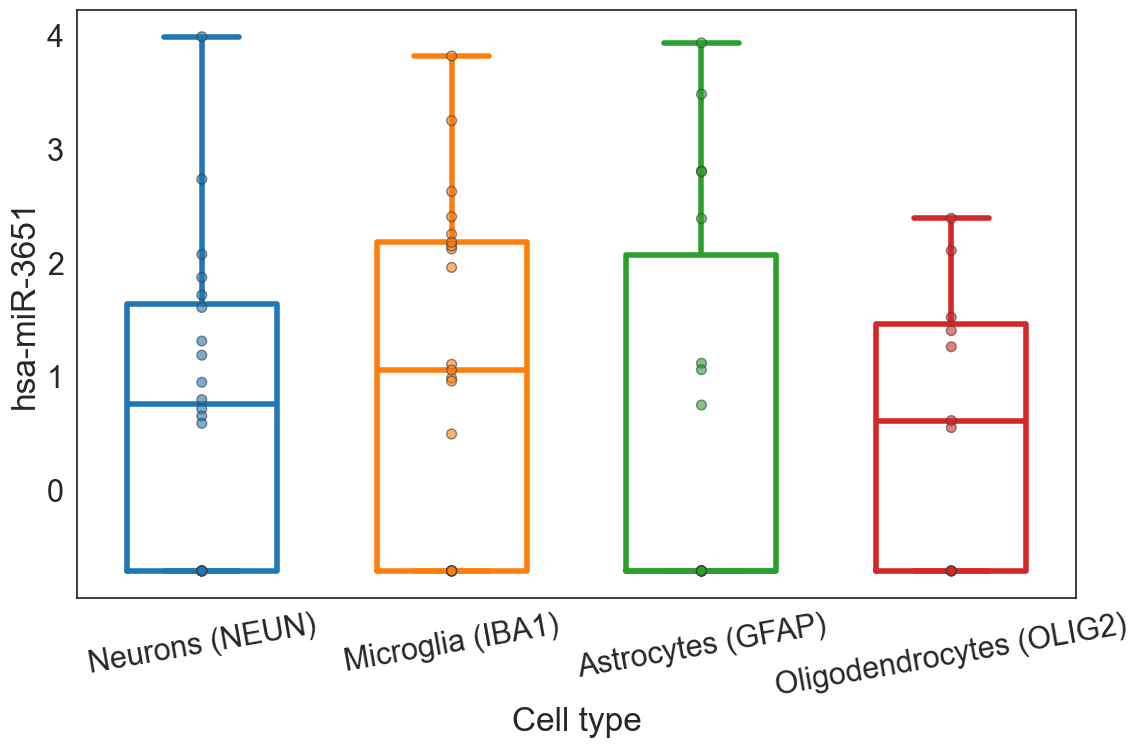 hsa-miR-3651
4
3
2
1
0
Neurons (NEUN)
Microglia (IBA1)
Astrocytes (GFAP)
Oligodendrocytes (OLIG2)
Cell type